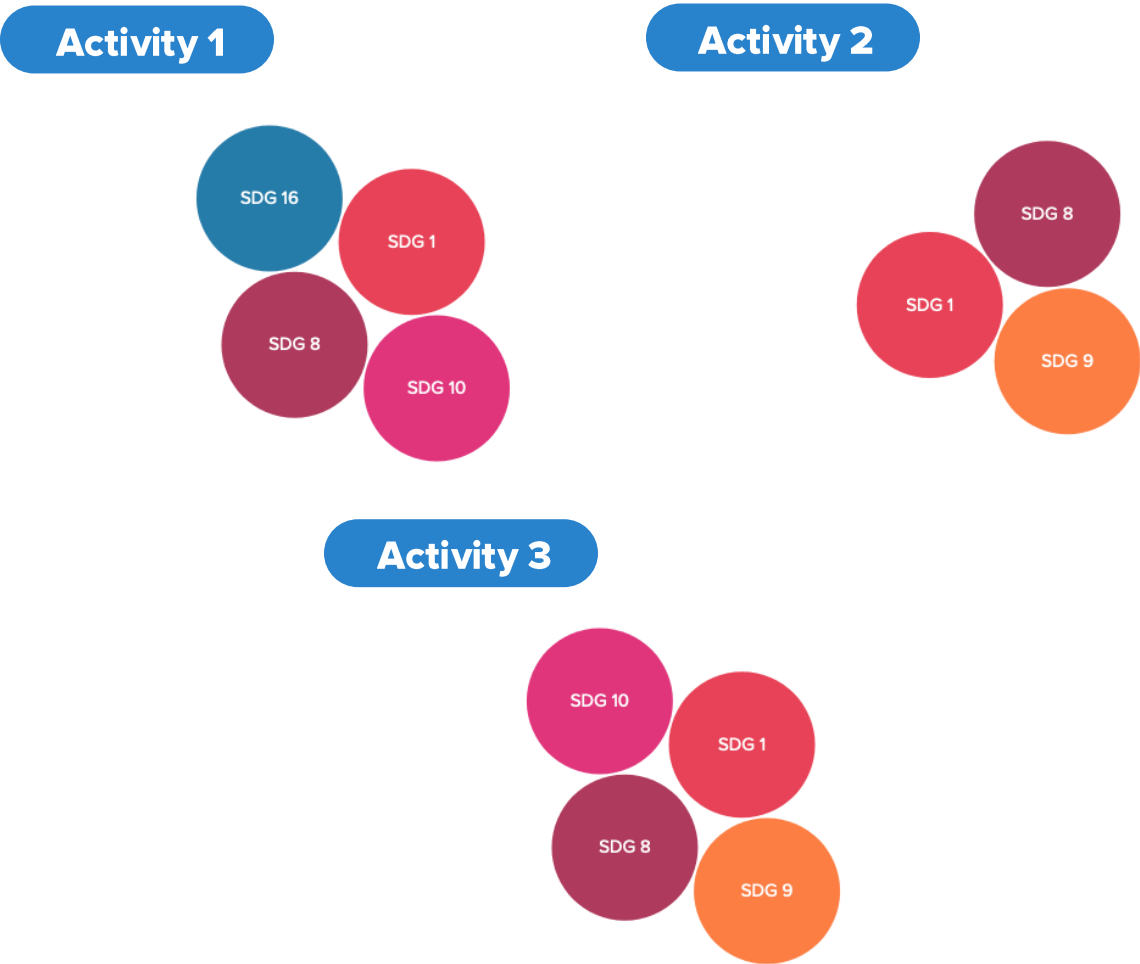 Activity 1
SDG 16
SDG 1
SDG 8
SDG 10
Activity 2
SDG 8
SDG 1
SDG 9
Activity 3
SDG 10
SDG 1
SDG 8
SDG 9